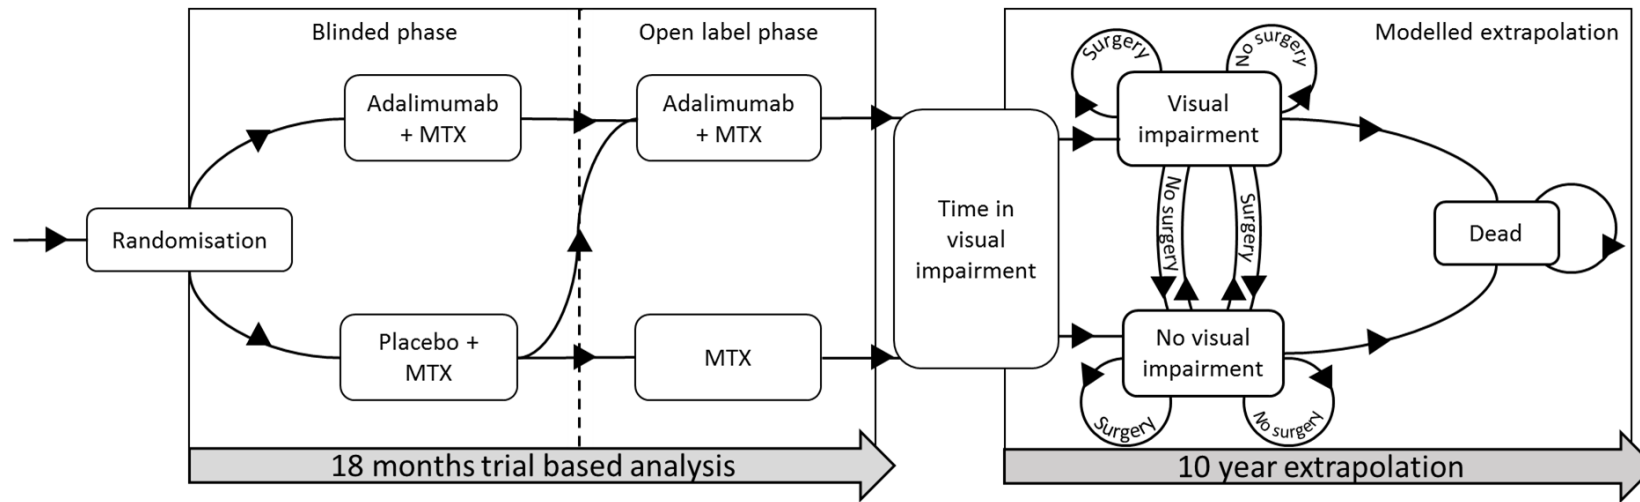 Blinded phase
Open label phase
Modelled extrapolation
Surgery
No surgery
Adalimumab
+ MTX
Adalimumab
+ MTX
Visual
impairment
Randomisation
Time in
visual
impairment
No surgery
Surgery
Dead
Placebo +
MTX
MTX
No visual
impairment
Surgery
No surgery
18 months trial based analysis
10 year extrapolation